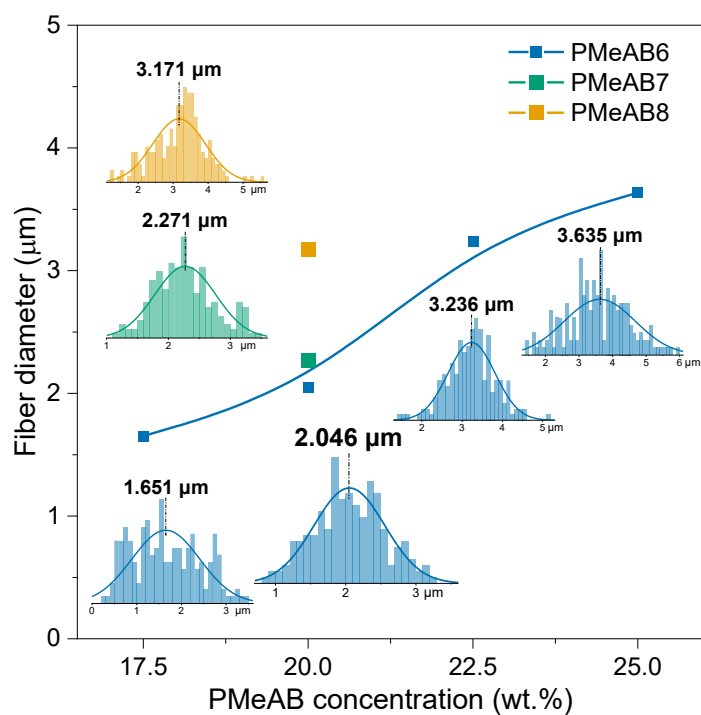 5
4
3
2
1
0
Fiber diameter (μm)
PMeAB6
PMeAB7
PMeAB8
3.171 μm
2 3 4 5 μm
2.271 μm
1 2 3 μm
3.635 μm
2 3 4 5 6 μm
3.236 μm
2 3 4 5 μm
2.046 μm
1 2 3 μm
1.651 μm
0 1 2 3 μm
17.5 20.0 22.5 25.0
PMeAB concentration (wt.%)